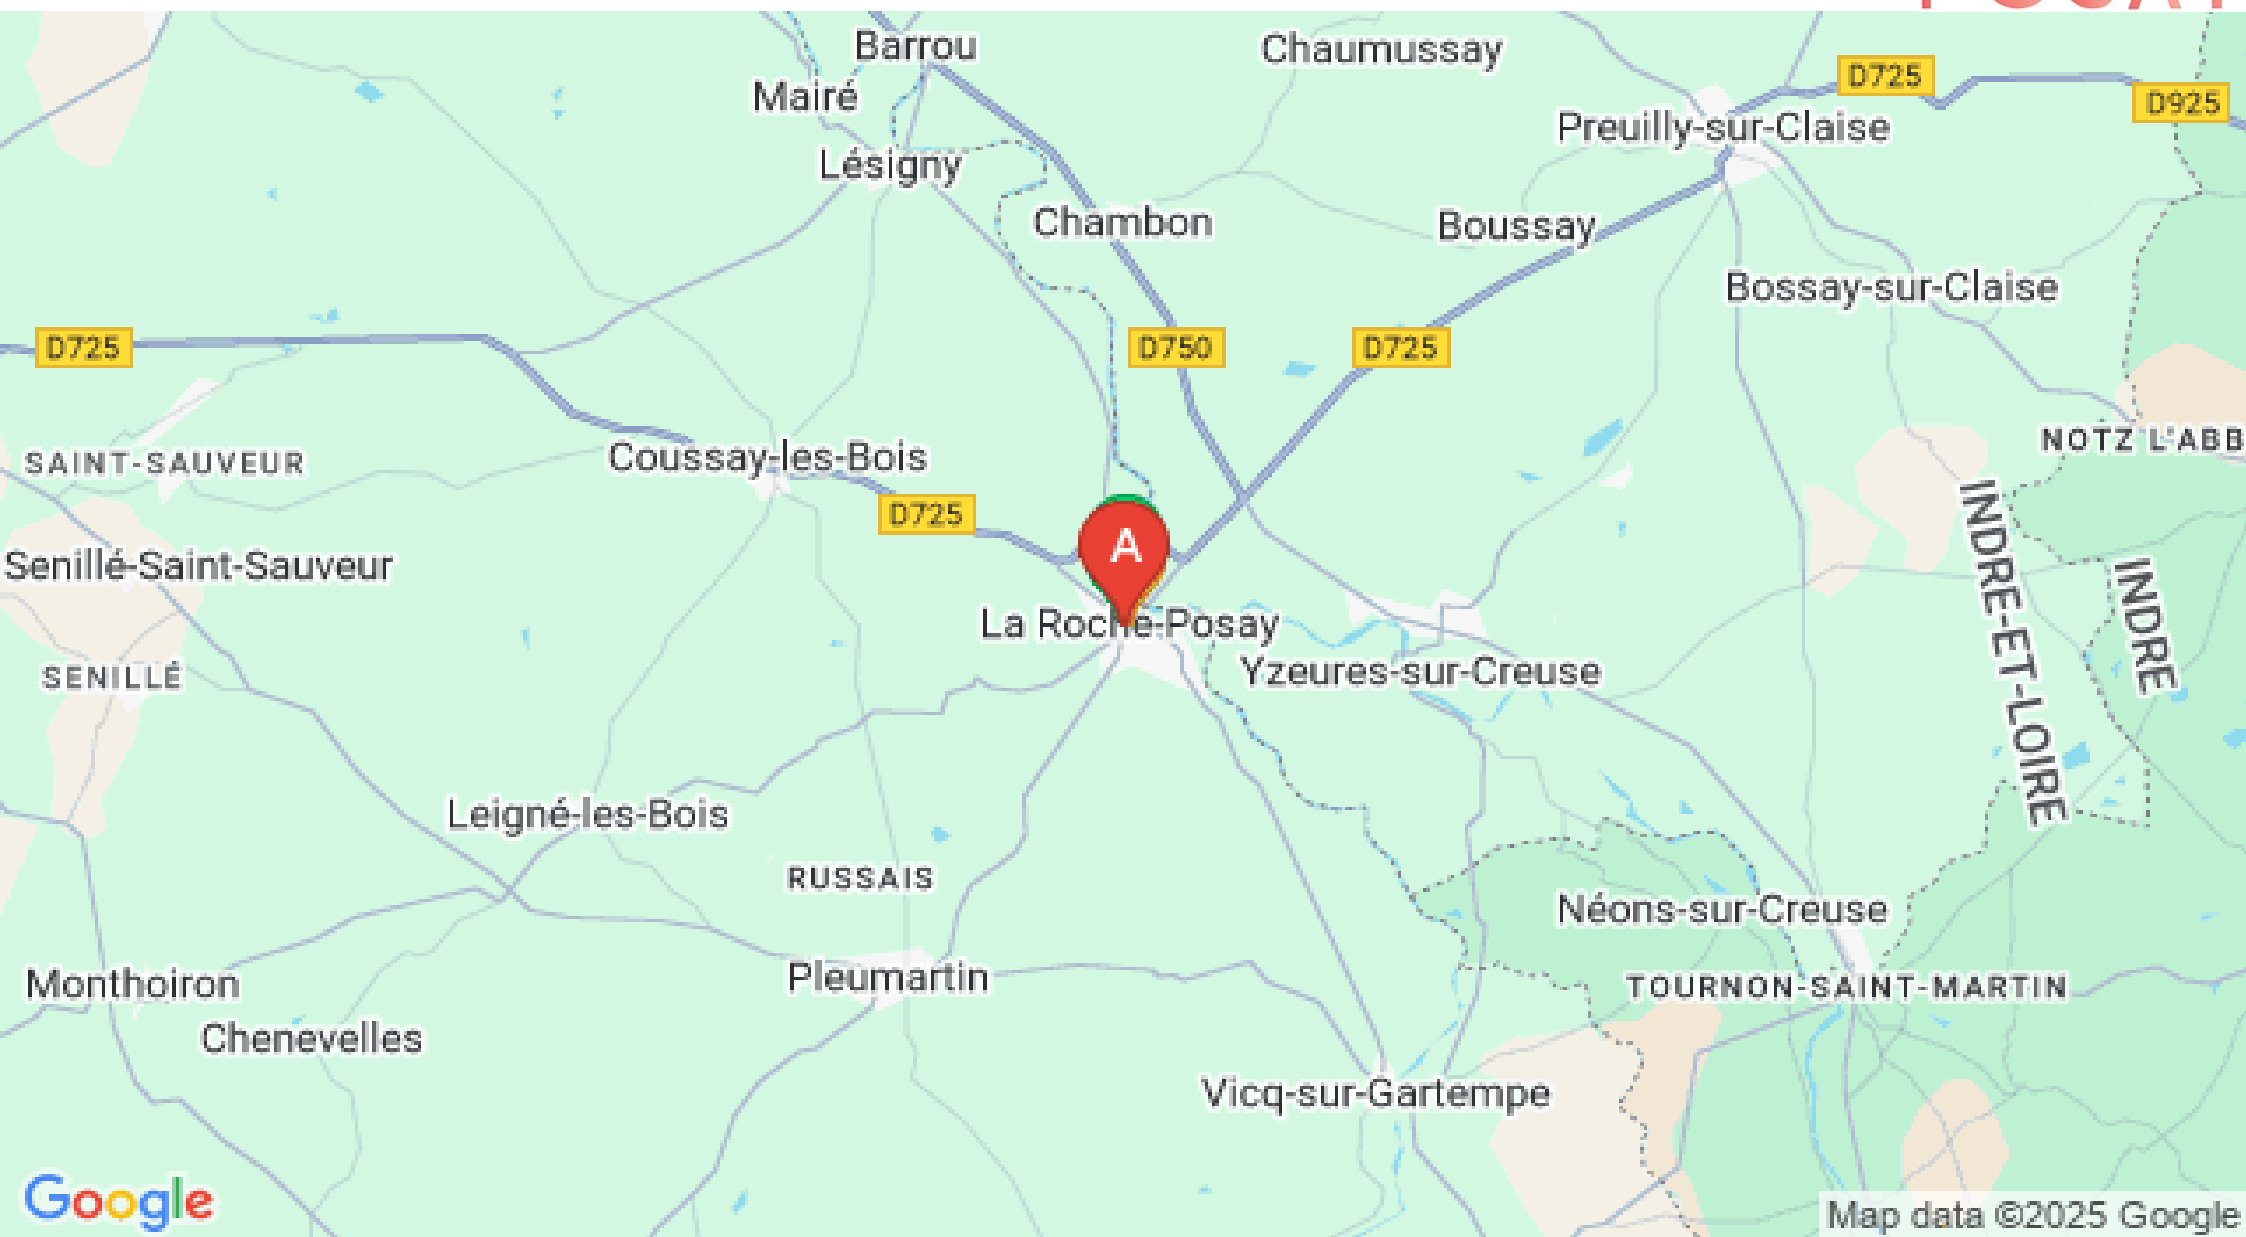 Barrou
Chaumussay
D725
Mairé
D925
Preuilly-sur-Claise
Lésigny
Chambon
Boussay
Bossay-sur-Claise
D725
D750
D725
Coussay-les-Bois
SAINT-SAUVEUR
NOTZ L'ABB
D725
A
Senillé-Saint-Sauveur
INDRE-ET-LOIRE
INDRE
La Roche-Posay
Yzeures-sur-Creuse
SENILLÉ
Leigné-les-Bois
RUSSAIS
Néons-sur-Creuse
Pleumartin
Monthoiron
TOURNON-SAINT-MARTIN
Chenevelles
Vicq-sur-Gartempe
Google
Map data ©2025 Google